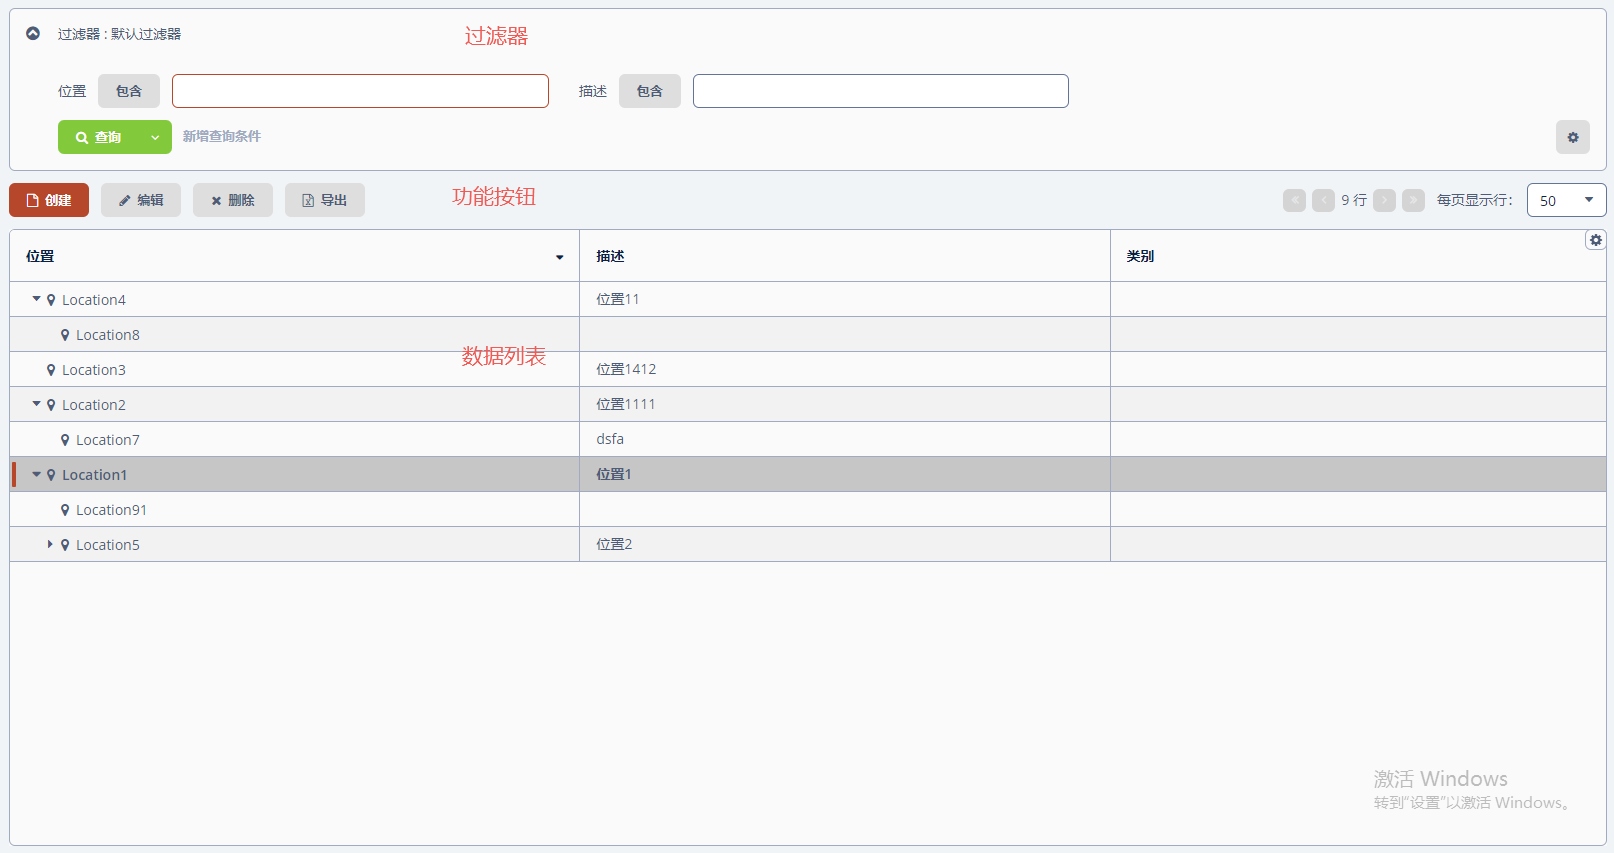 过滤器 : 默认过滤器
过滤器
位置 包含 描述 包含
查询 新增查询条件
创建 编辑 删除 导出
功能按钮
9 行 每页显示行: 50
位置 描述 类别
Location4 位置11
Location8
数据列表
Location3 位置1412
Location2 位置1111
Location7 dsfa
Location1 位置1
Location91
Location5 位置2
激活 Windows
转到“设置”以激活 Windows。